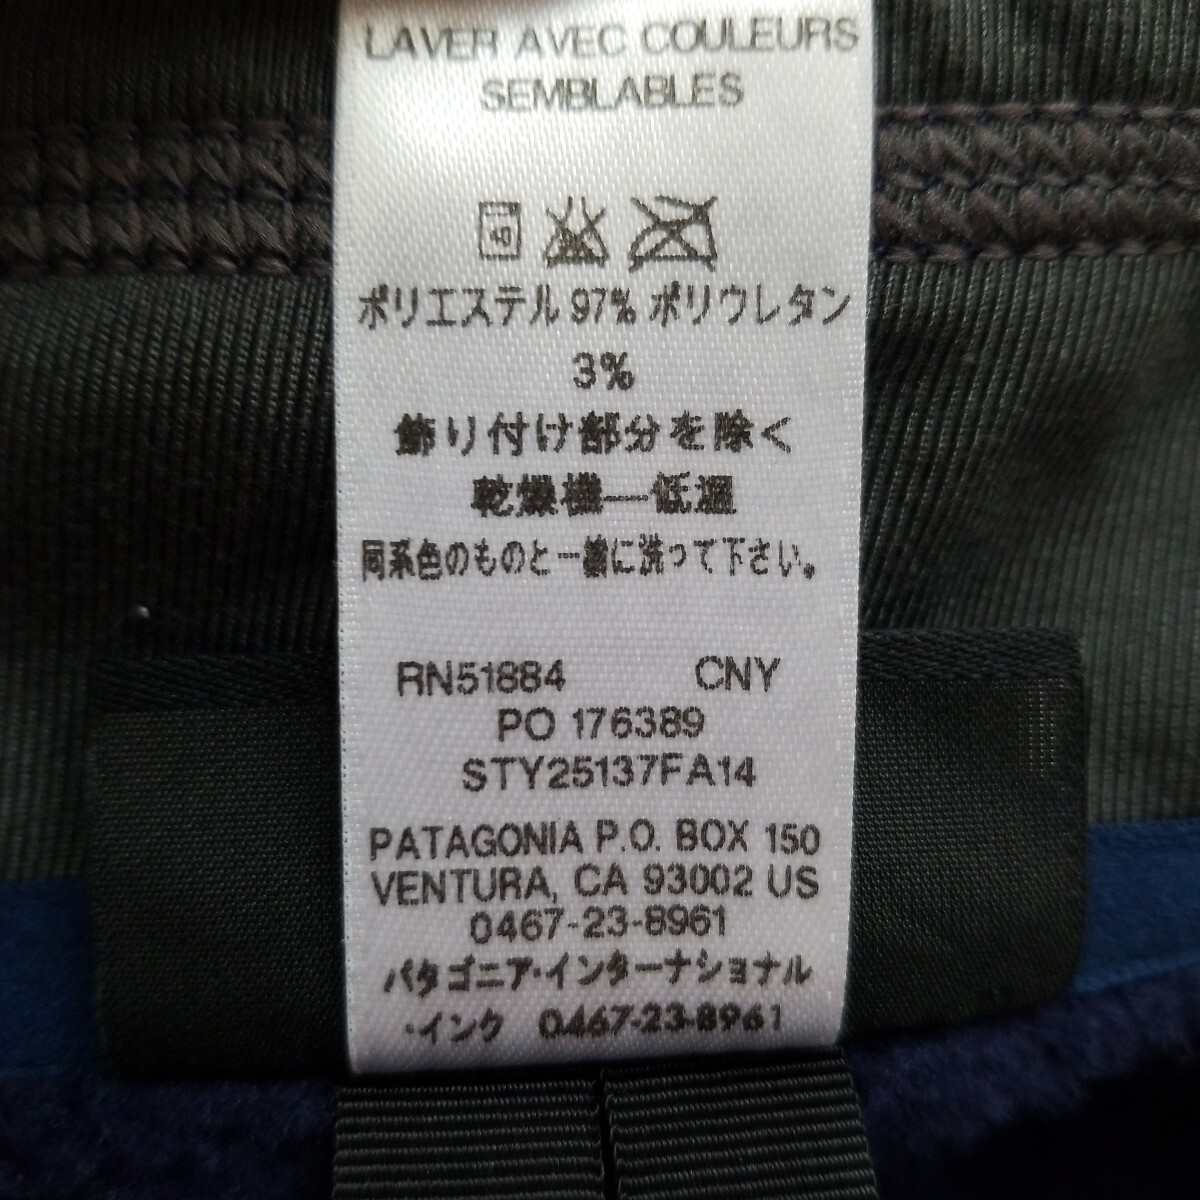 LAVER AVEC COULEURS
SEMBLABLES
40
ポリエステル 97% ポリウレタン
3%
飾り付け部分を除く
乾燥機—低温
同系色のものと一緒に洗って下さい。
RN51884 CNY
PO 176389
STY25137FA14
PATAGONIA P.O. BOX 150
VENTURA, CA 93002 US
0467-23-8961
パタゴニア・インターナショナル
・インク 0467-23-8961